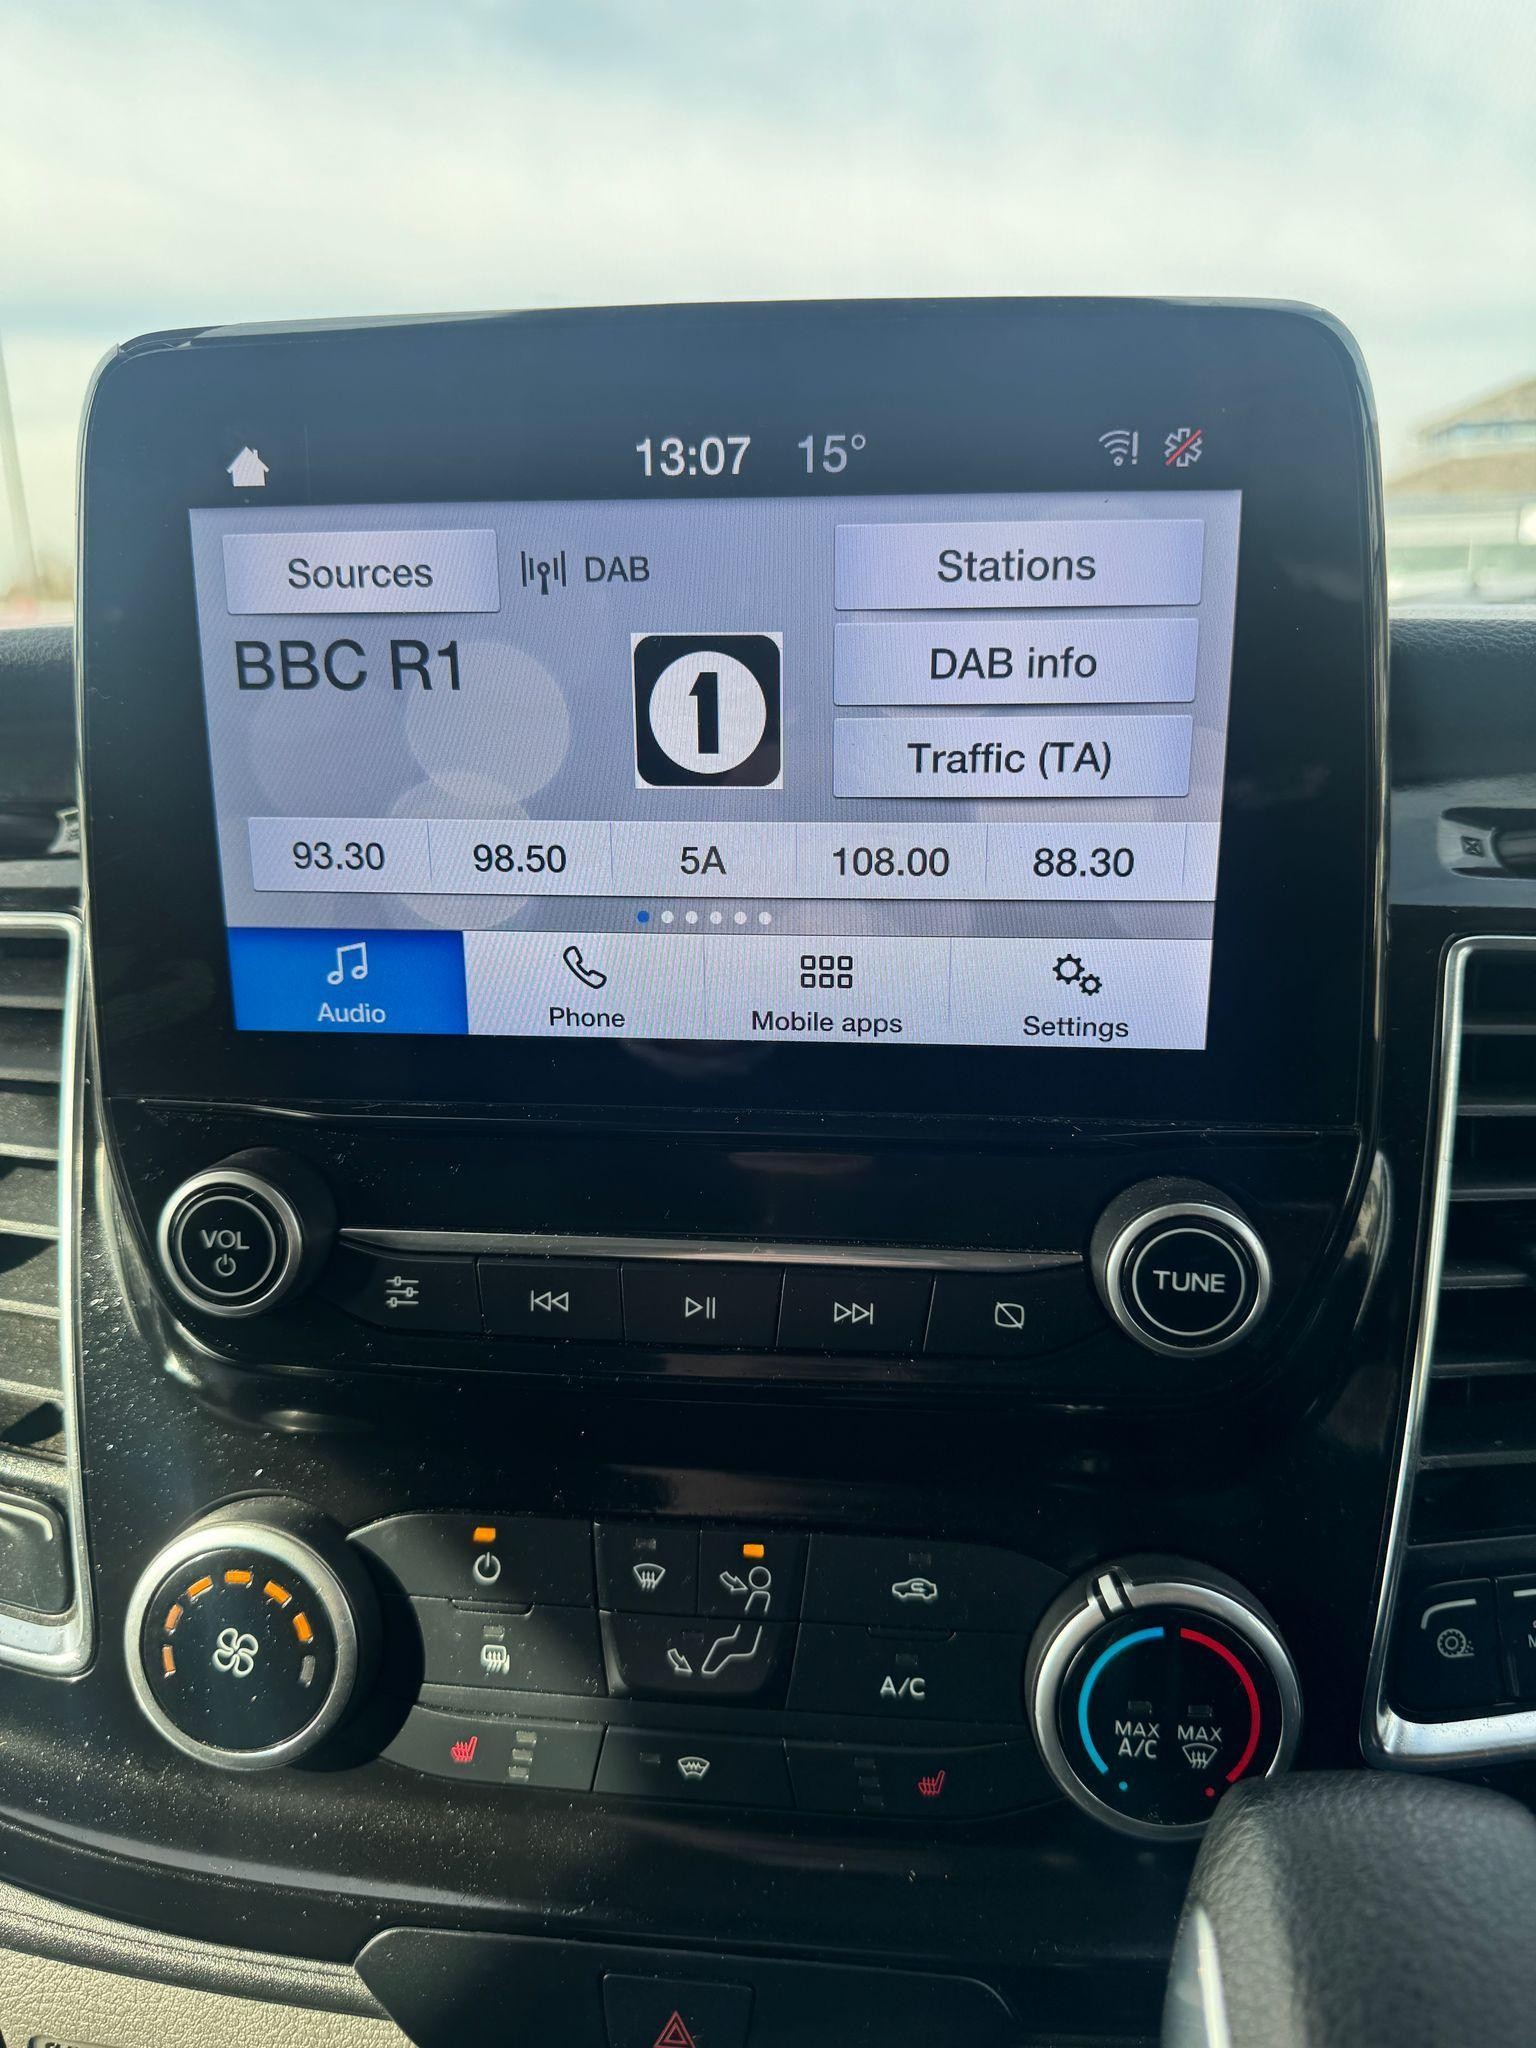 13:07 15°
Sources DAB Stations
BBC R1
1
DAB info
Traffic (TA)
93.30 98.50 5A 108.00 88.30
Audio Phone Mobile apps Settings
VOL
TUNE
A/C
MAX A/C
MAX